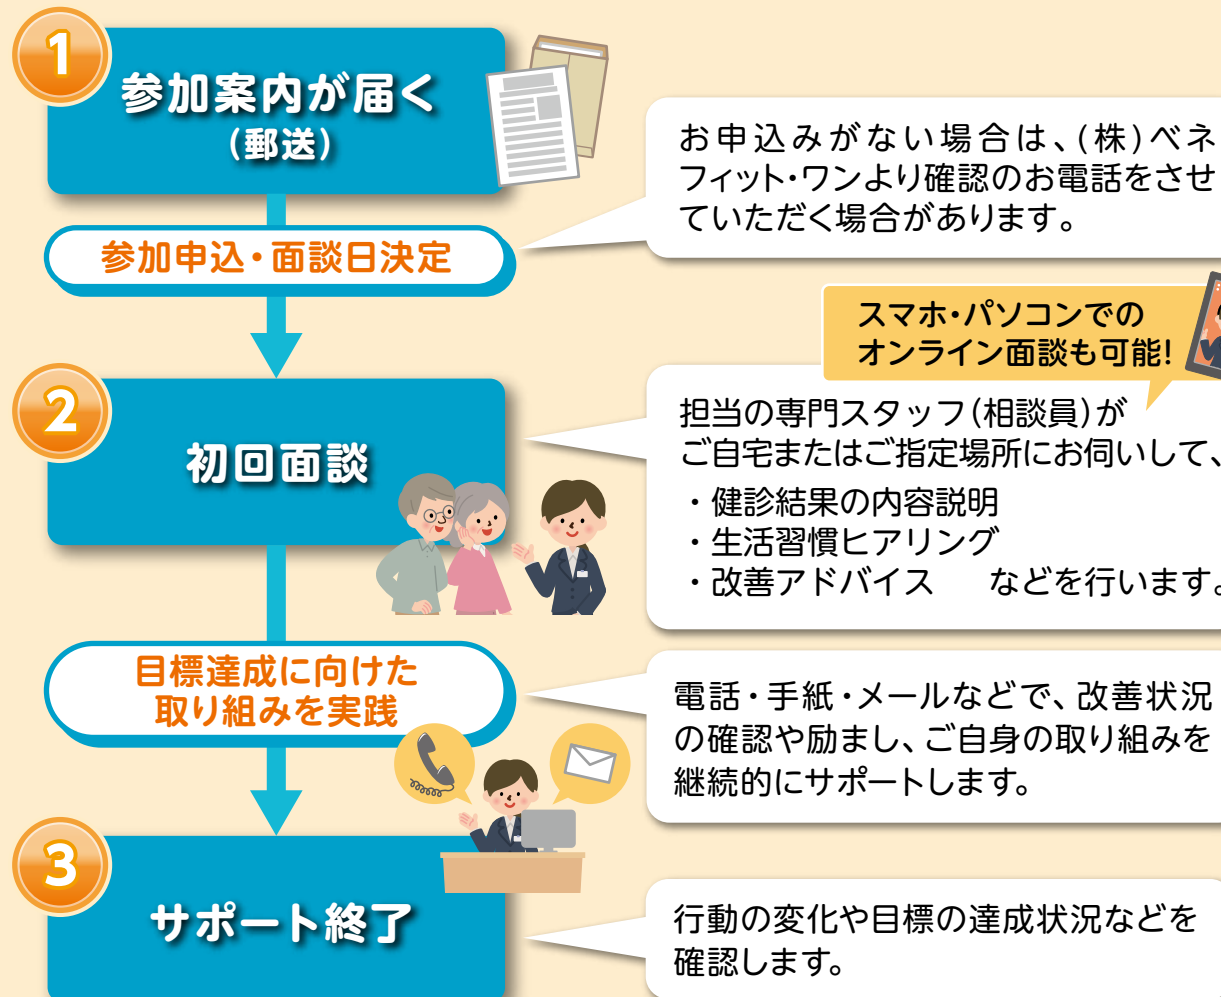 1
参加案内が届く
(郵送)
お申込みがない場合は、(株)ベネ
フィット・ワンより確認のお電話をさせ
ていただく場合があります。
参加申込・面談日決定
スマホ・パソコンでの
オンライン面談も可能!
2
初回面談
担当の専門スタッフ(相談員)が
ご自宅またはご指定場所にお伺いして、
・健診結果の内容説明
・生活習慣ヒアリング
・改善アドバイス　などを行います。
目標達成に向けた
取り組みを実践
電話・手紙・メールなどで、改善状況
の確認や励まし、ご自身の取り組みを
継続的にサポートします。
3
サポート終了
行動の変化や目標の達成状況などを
確認します。